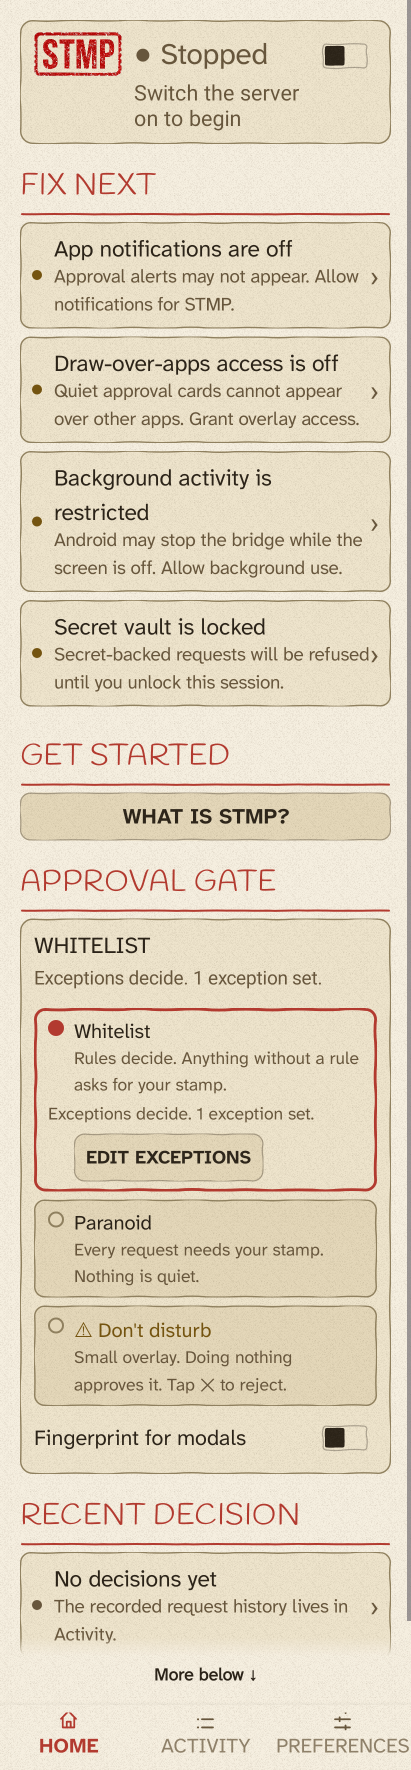 STMP
● Stopped
Switch the server
on to begin
FIX NEXT
App notifications are off
Approval alerts may not appear. Allow
notifications for STMP.
Draw-over-apps access is off
Quiet approval cards cannot appear
over other apps. Grant overlay access.
Background activity is
restricted
Android may stop the bridge while the
screen is off. Allow background use.
Secret vault is locked
Secret-backed requests will be refused
until you unlock this session.
GET STARTED
WHAT IS STMP?
APPROVAL GATE
WHITELIST
Exceptions decide. 1 exception set.
Whitelist
Rules decide. Anything without a rule
asks for your stamp.
Exceptions decide. 1 exception set.
EDIT EXCEPTIONS
Paranoid
Every request needs your stamp.
Nothing is quiet.
⚠ Don't disturb
Small overlay. Doing nothing
approves it. Tap ✕ to reject.
Fingerprint for modals
RECENT DECISION
No decisions yet
The recorded request history lives in
Activity.
More below ↓
HOME
ACTIVITY
PREFERENCES